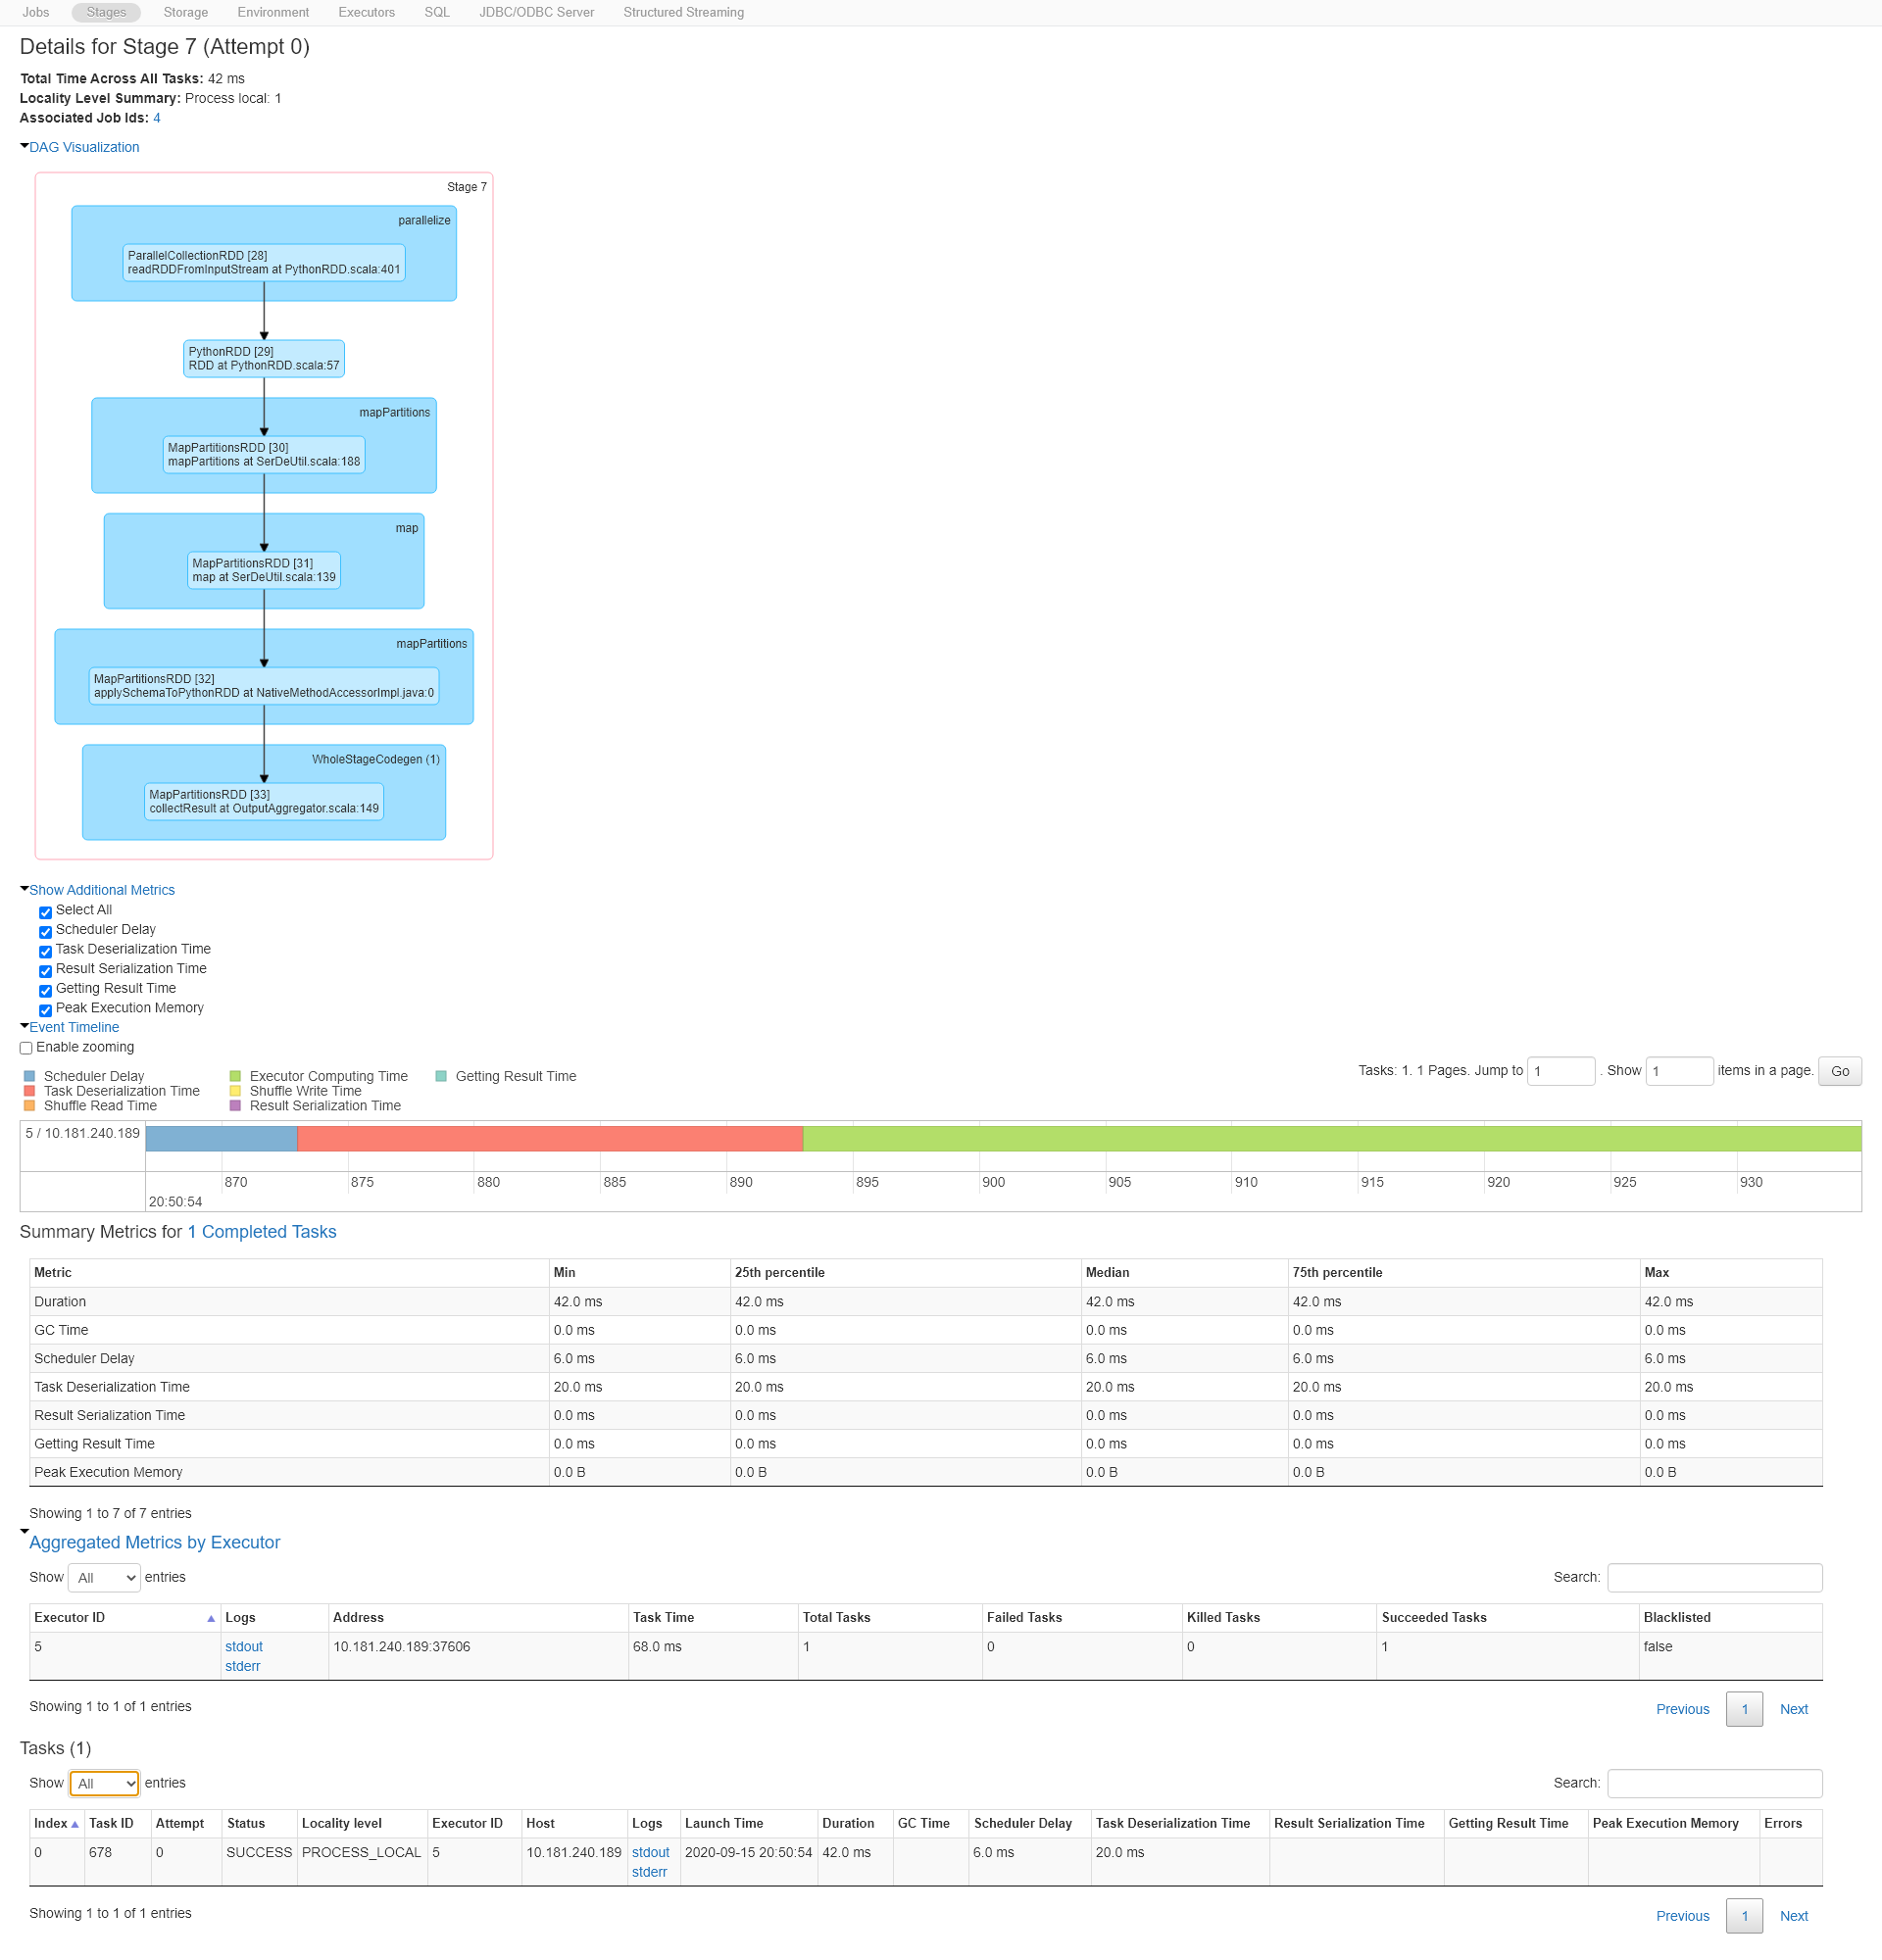 Jobs Stages Storage Environment Executors SQL JDBC/ODBC Server Structured Streaming
Details for Stage 7 (Attempt 0)
Total Time Across All Tasks: 42 ms
Locality Level Summary: Process local: 1
Associated Job Ids: 4
DAG Visualization
Stage 7
parallelize
ParallelCollectionRDD [28]
readRDDFromInputStream at PythonRDD.scala:401
PythonRDD [29]
RDD at PythonRDD.scala:57
mapPartitions
MapPartitionsRDD [30]
mapPartitions at SerDeUtil.scala:188
map
MapPartitionsRDD [31]
map at SerDeUtil.scala:139
mapPartitions
MapPartitionsRDD [32]
applySchemaToPythonRDD at NativeMethodAccessorImpl.java:0
WholeStageCodegen (1)
MapPartitionsRDD [33]
collectResult at OutputAggregator.scala:149
Show Additional Metrics
Select All
Scheduler Delay
Task Deserialization Time
Result Serialization Time
Getting Result Time
Peak Execution Memory
Event Timeline
Enable zooming
Tasks: 1. 1 Pages. Jump to 1 . Show 1 items in a page. Go
Scheduler Delay Executor Computing Time Getting Result Time
Task Deserialization Time Shuffle Write Time
Shuffle Read Time Result Serialization Time
5 / 10.181.240.189
870 875 880 885 890 895 900 905 910 915 920 925 930
20:50:54
Summary Metrics for 1 Completed Tasks
Metric Min 25th percentile Median 75th percentile Max
Duration 42.0 ms 42.0 ms 42.0 ms 42.0 ms 42.0 ms
GC Time 0.0 ms 0.0 ms 0.0 ms 0.0 ms 0.0 ms
Scheduler Delay 6.0 ms 6.0 ms 6.0 ms 6.0 ms 6.0 ms
Task Deserialization Time 20.0 ms 20.0 ms 20.0 ms 20.0 ms 20.0 ms
Result Serialization Time 0.0 ms 0.0 ms 0.0 ms 0.0 ms 0.0 ms
Getting Result Time 0.0 ms 0.0 ms 0.0 ms 0.0 ms 0.0 ms
Peak Execution Memory 0.0 B 0.0 B 0.0 B 0.0 B 0.0 B
Showing 1 to 7 of 7 entries
Aggregated Metrics by Executor
Show All entries Search:
Executor ID Logs Address Task Time Total Tasks Failed Tasks Killed Tasks Succeeded Tasks Blacklisted
5 stdout 10.181.240.189:37606 68.0 ms 1 0 0 1 false
stderr
Showing 1 to 1 of 1 entries
Previous 1 Next
Tasks (1)
Show All entries Search:
Index Task ID Attempt Status Locality level Executor ID Host Logs Launch Time Duration GC Time Scheduler Delay Task Deserialization Time Result Serialization Time Getting Result Time Peak Execution Memory Errors
0 678 0 SUCCESS PROCESS_LOCAL 5 10.181.240.189 stdout 2020-09-15 20:50:54 42.0 ms 6.0 ms 20.0 ms
stderr
Showing 1 to 1 of 1 entries
Previous 1 Next